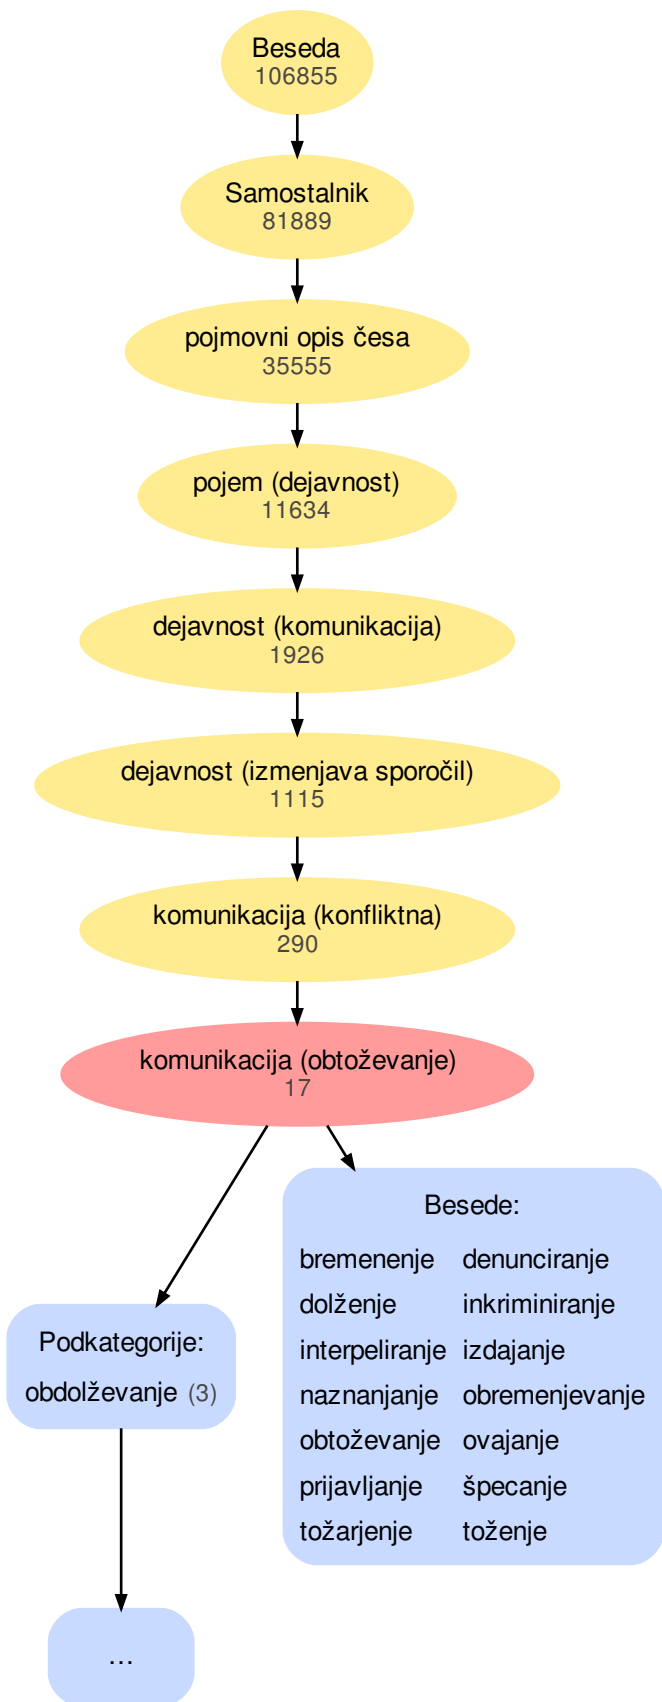 Beseda
106855
Samostalnik
81889
pojmovni opis česa
35555
pojem (dejavnost)
11634
dejavnost (komunikacija)
1926
dejavnost (izmenjava sporočil)
1115
komunikacija (konfliktna)
290
komunikacija (obtoževanje)
17
Besede:
bremenenje denunciranje
dolženje inkriminiranje
interpeliranje izdajanje
naznanjanje obremenjevanje
obtoževanje ovajanje
prijavljanje špecanje
tožarjenje toženje
Podkategorije:
obdolževanje (3)
...